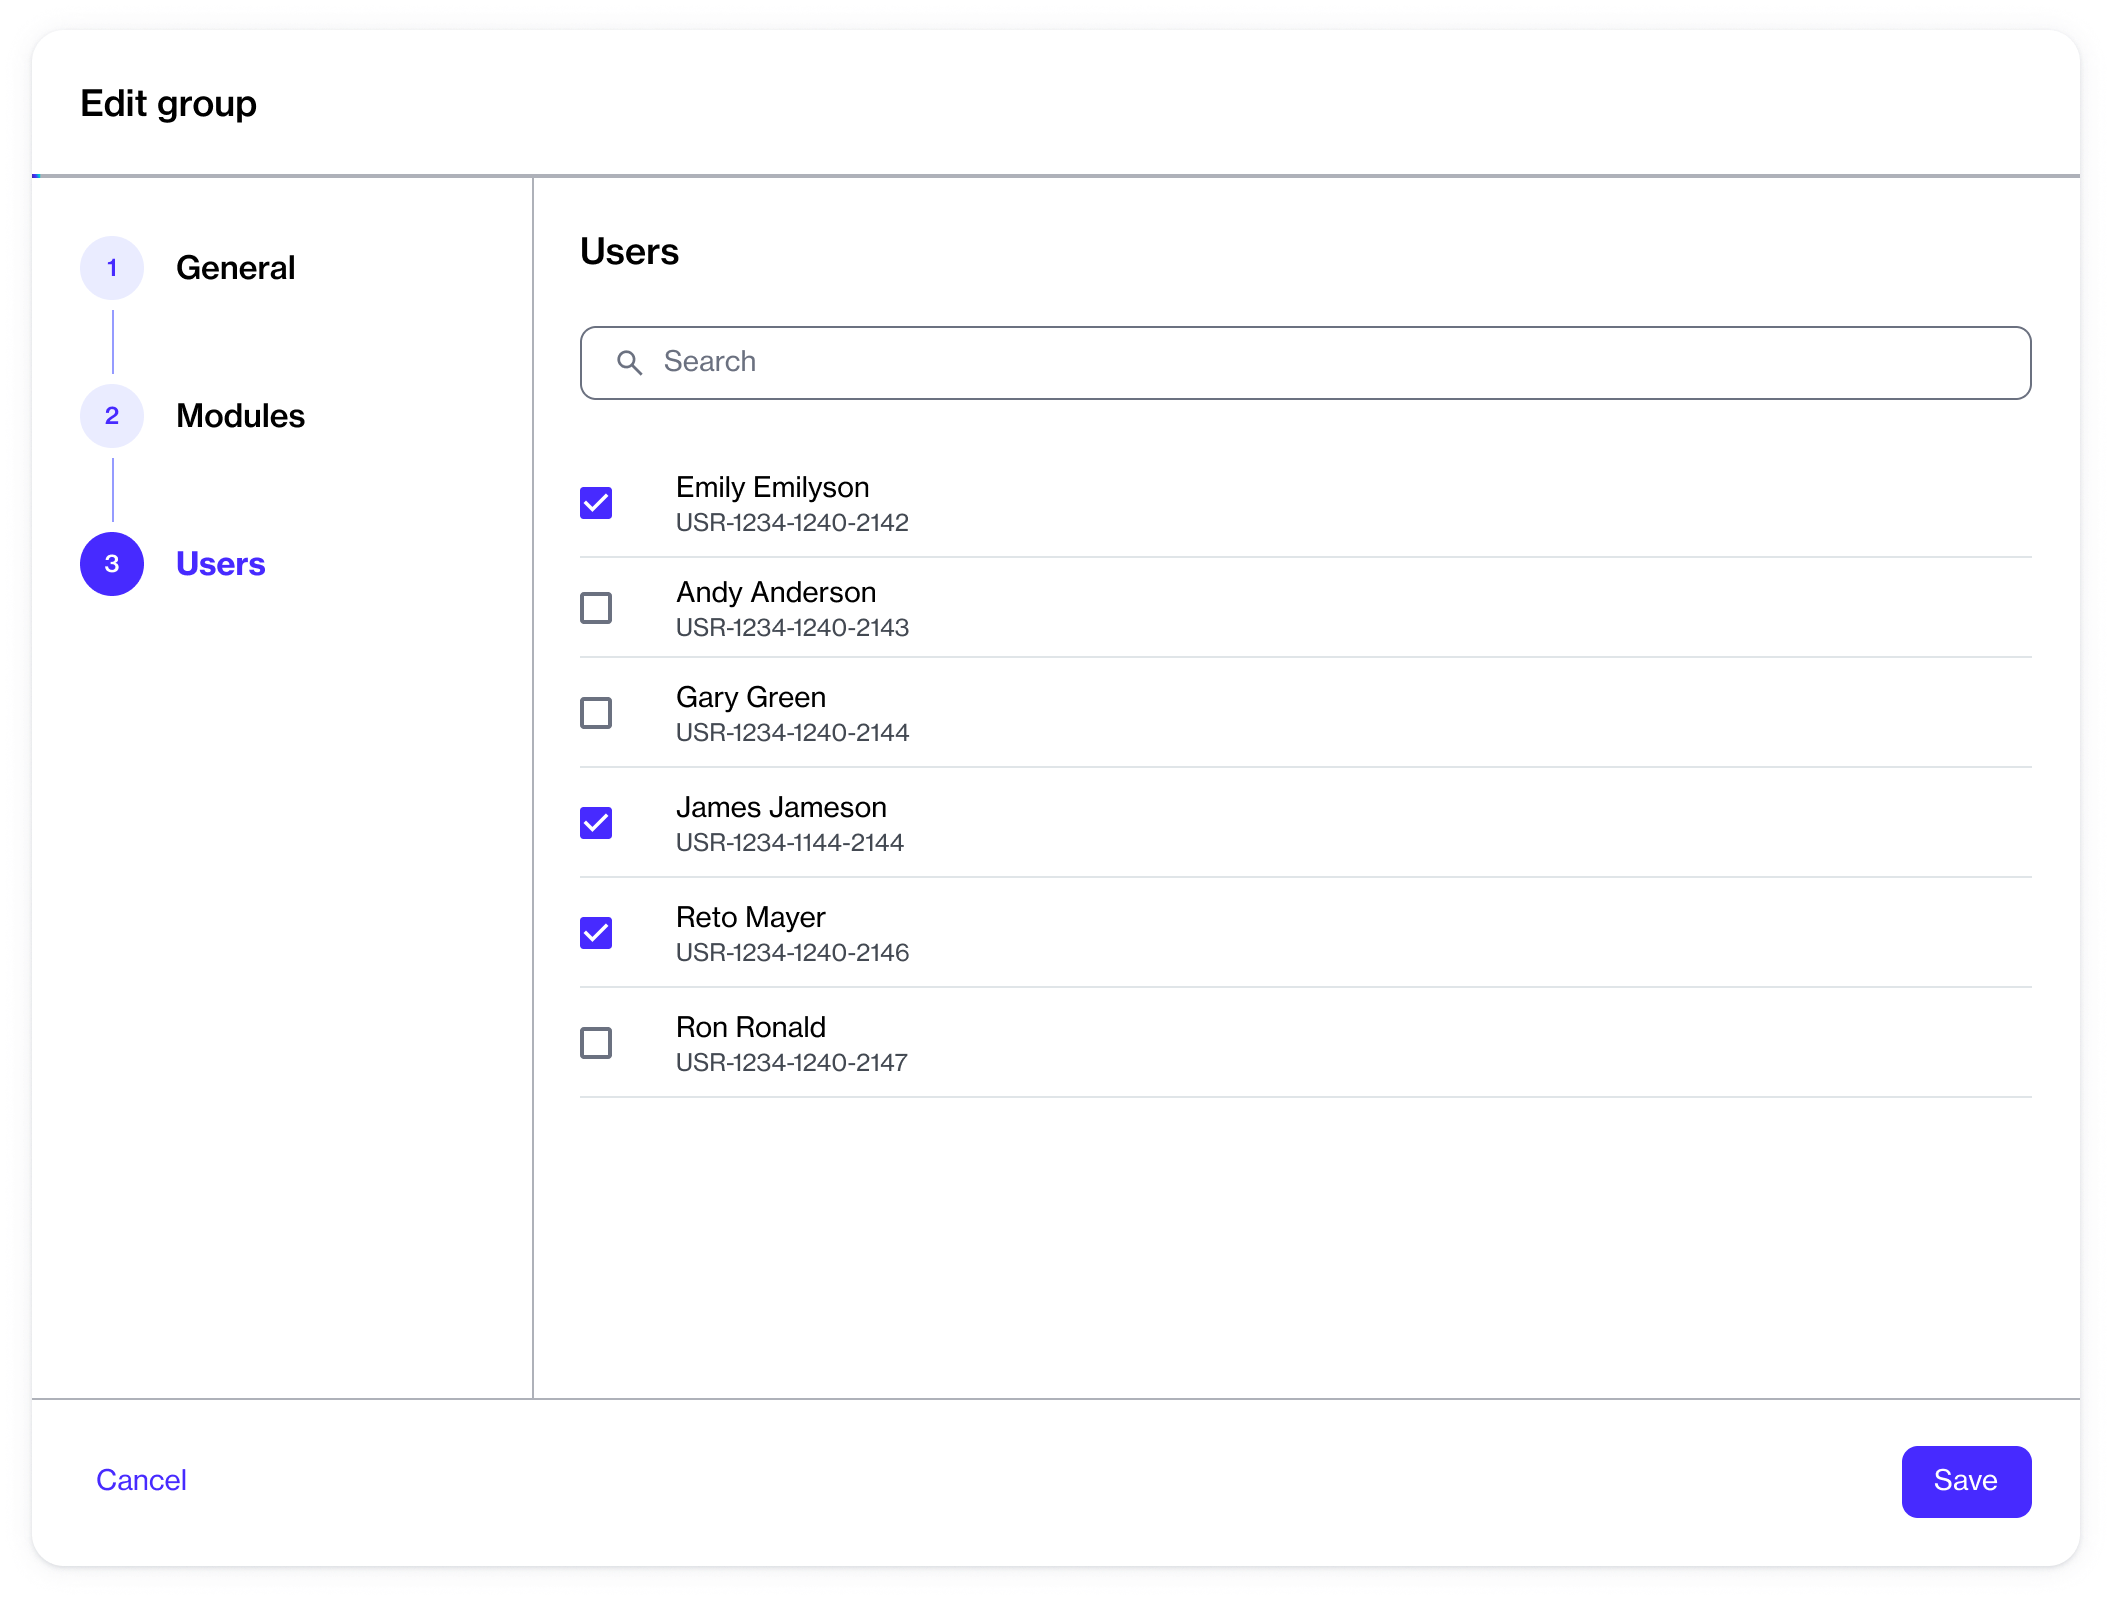 Edit group
1 General
2 Modules
3 Users
Users
Search
Emily Emilyson
USR-1234-1240-2142
Andy Anderson
USR-1234-1240-2143
Gary Green
USR-1234-1240-2144
James Jameson
USR-1234-1144-2144
Reto Mayer
USR-1234-1240-2146
Ron Ronald
USR-1234-1240-2147
Cancel
Save